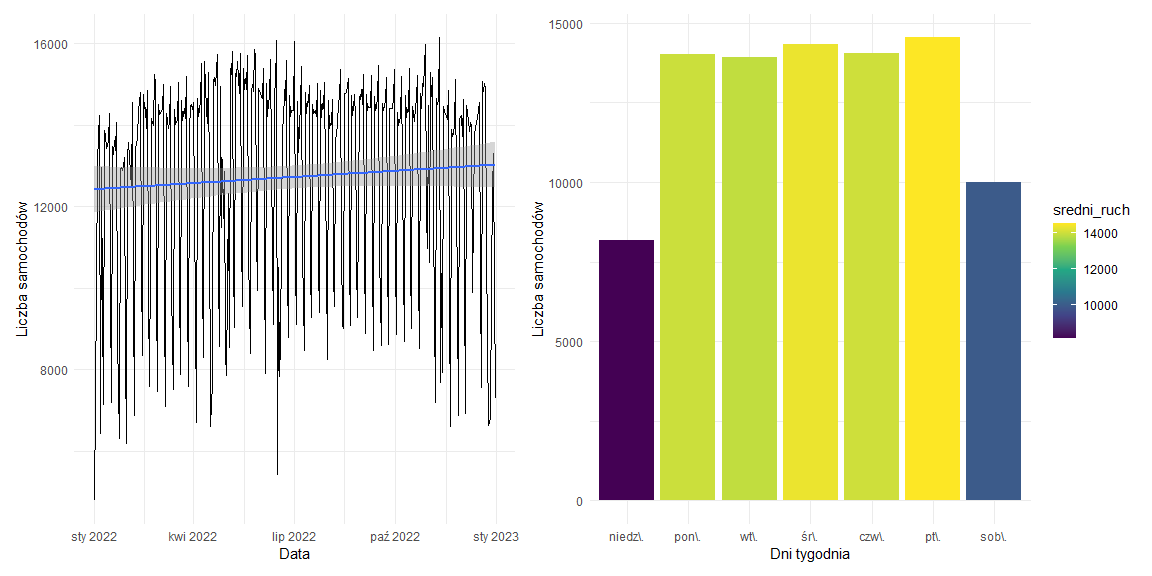 Liczba samochodów
16000
12000
8000
sty 2022
kwi 2022
lip 2022
paź 2022
sty 2023
Data
Liczba samochodów
15000
10000
5000
0
niedz\.
pon\.
wt\.
śr\.
czw\.
pt\.
sob\.
Dni tygodnia
sredni_ruch
14000
12000
10000